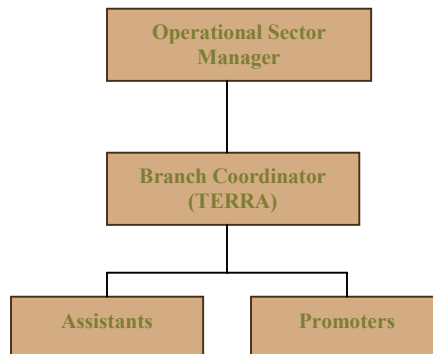 Operational Sector
Manager
Branch Coordinator
(TERRA)
Assistants
Promoters